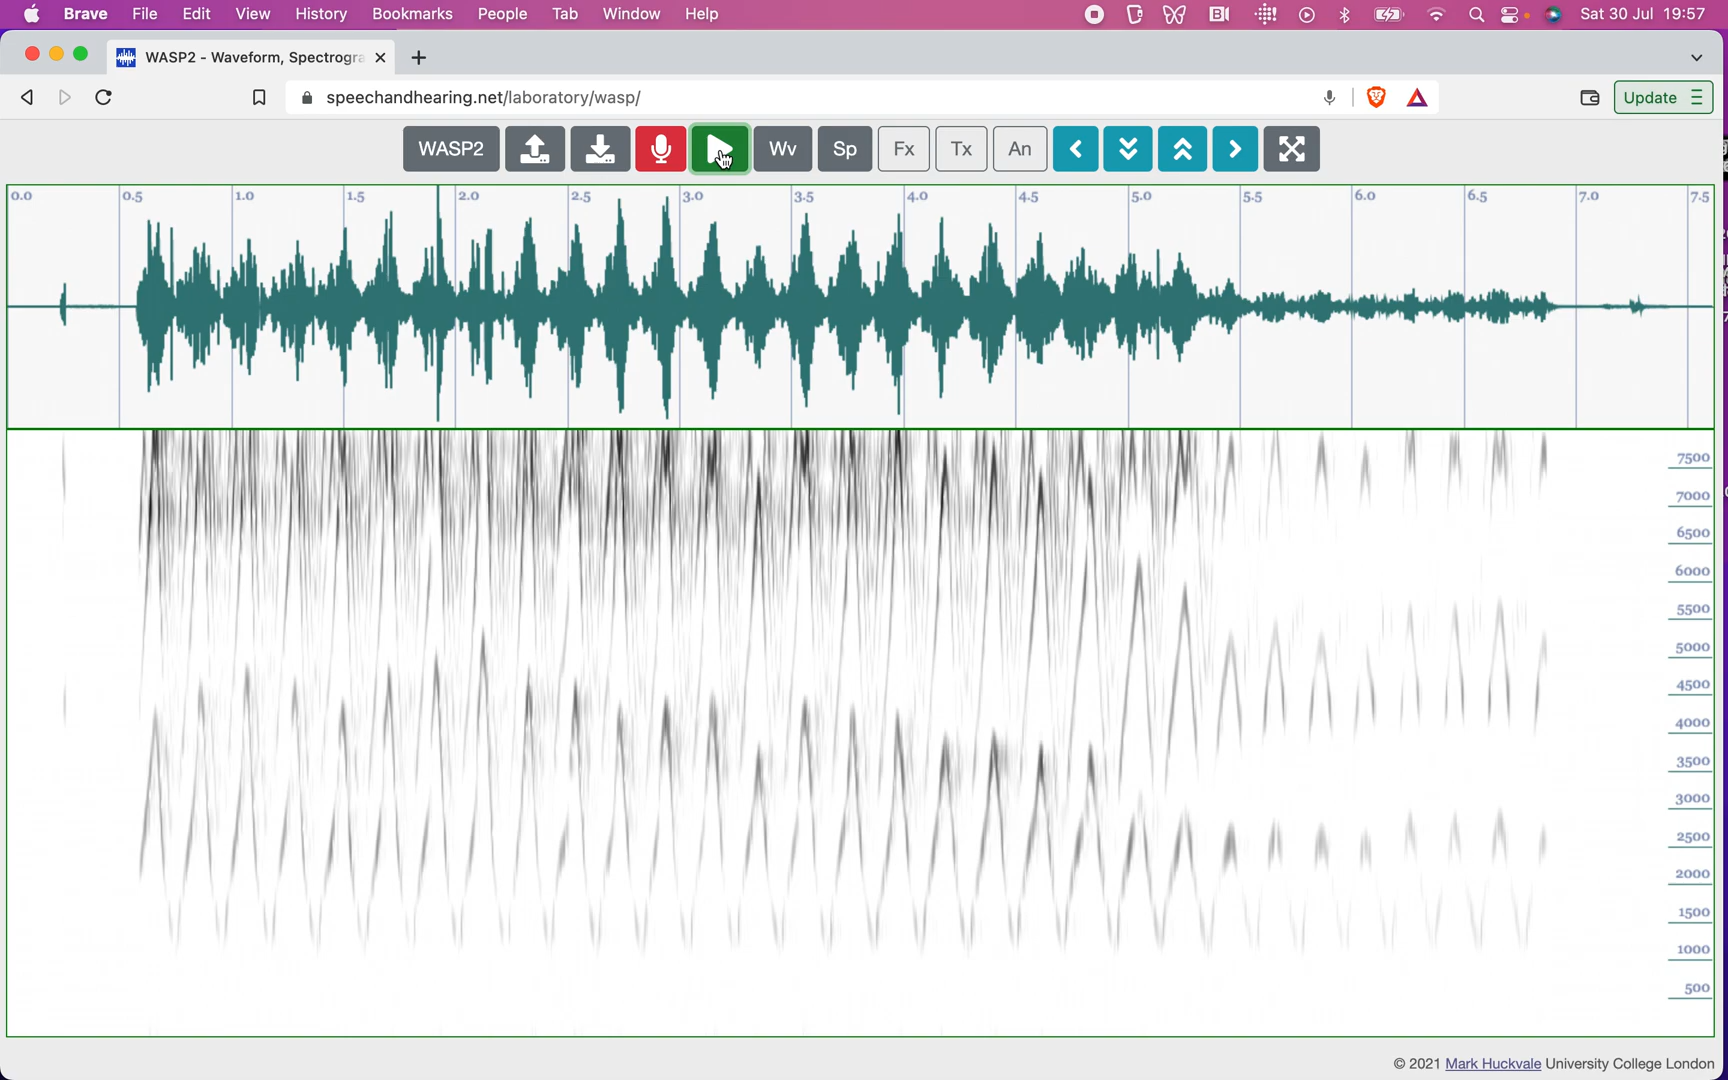 Brave File Edit View History Bookmarks People Tab Window Help Sat 30 Jul 19:57
WASP2 - Waveform, Spectrogra
speechandhearing.net/laboratory/wasp/ Update
WASP2 Wv Sp Fx Tx An
0.0 0.5 1.0 1.5 2.0 2.5 3.0 3.5 4.0 4.5 5.0 5.5 6.0 6.5 7.0 7.5
7500
7000
6500
6000
5500
5000
4500
4000
3500
3000
2500
2000
1500
1000
500
© 2021 Mark Huckvale University College London